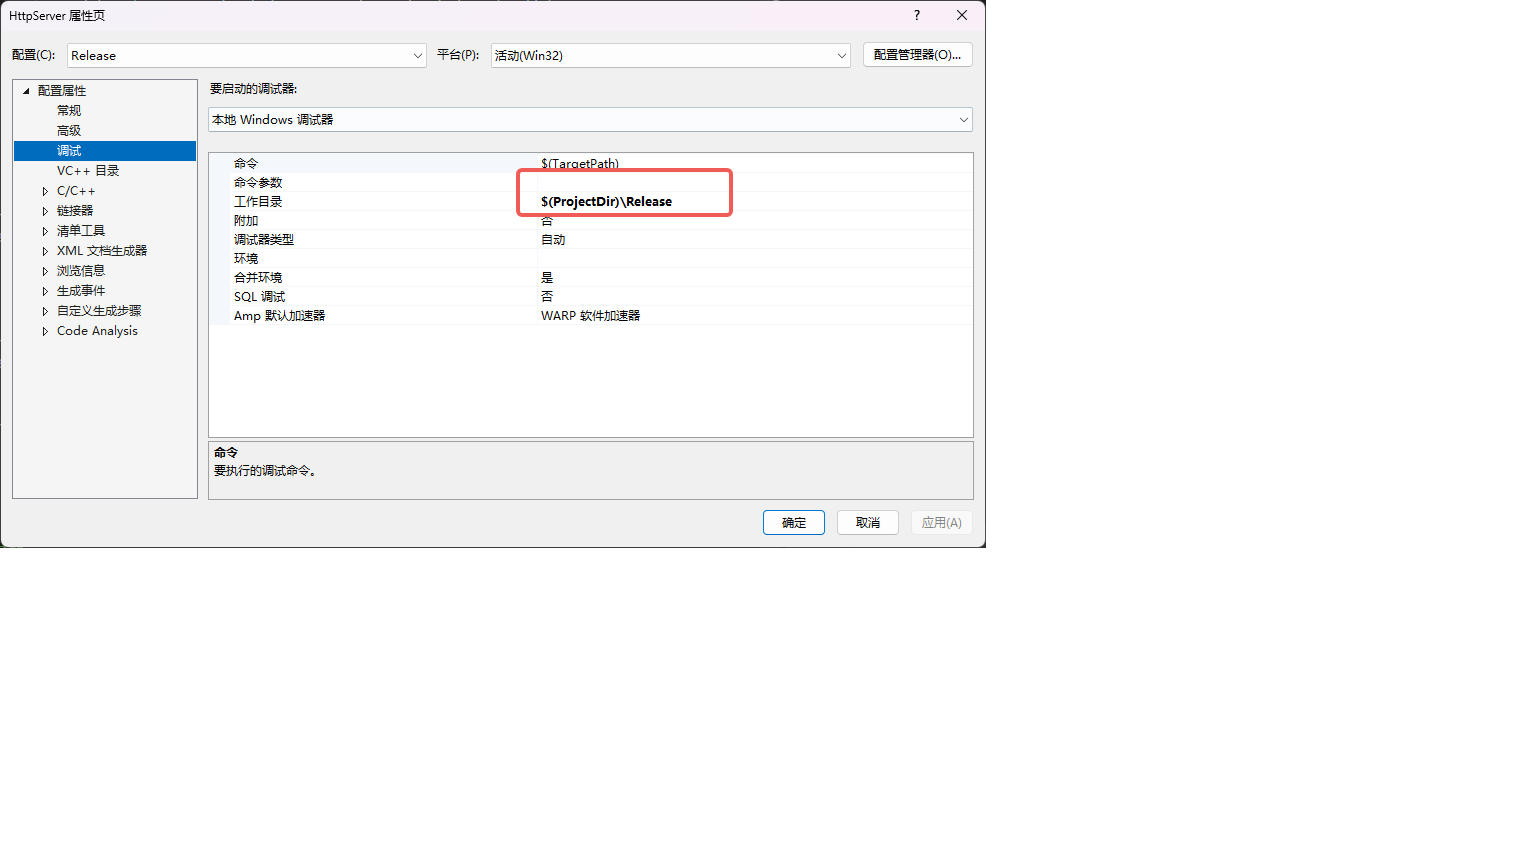 HttpServer 属性页
?
配置(C):
Release
平台(P):
活动(Win32)
配置管理器(O)...
配置属性
常规
高级
调试
VC++ 目录
C/C++
链接器
清单工具
XML 文档生成器
浏览信息
生成事件
自定义生成步骤
Code Analysis
要启动的调试器:
本地 Windows 调试器
命令 $(TargetPath)
命令参数
工作目录 $(ProjectDir)\Release
附加 否
调试器类型 自动
环境
合并环境 是
SQL 调试 否
Amp 默认加速器 WARP 软件加速器
命令
要执行的调试命令。
确定
取消
应用(A)